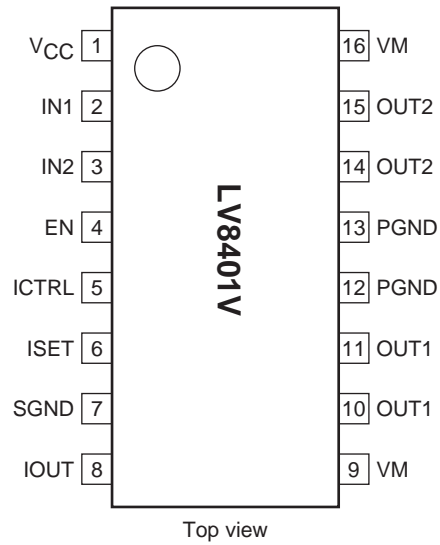 VCC 1
IN1 2
IN2 3
EN 4
ICTRL 5
ISET 6
SGND 7
IOUT 8
LV8401V
16 VM
15 OUT2
14 OUT2
13 PGND
12 PGND
11 OUT1
10 OUT1
9 VM
Top view